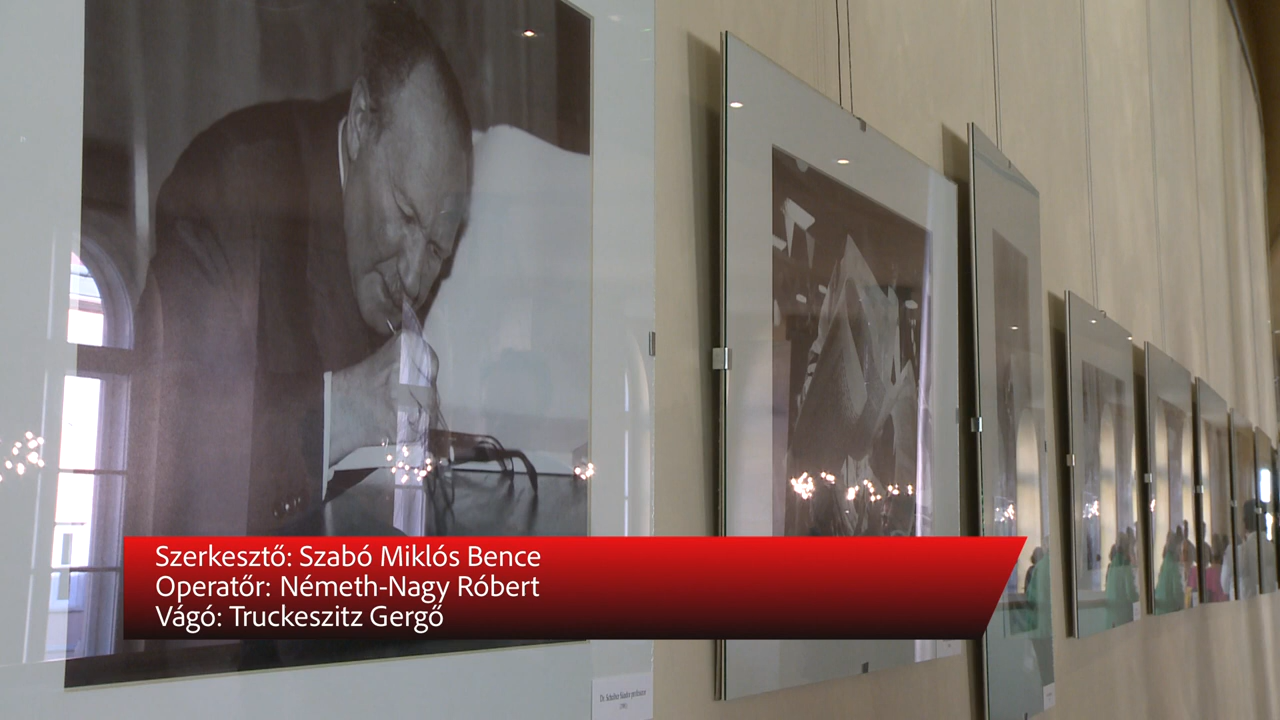 Szerkesztő: Szabó Miklós Bence
Operatőr: Németh-Nagy Róbert
Vágó: Truckeszitz Gergő